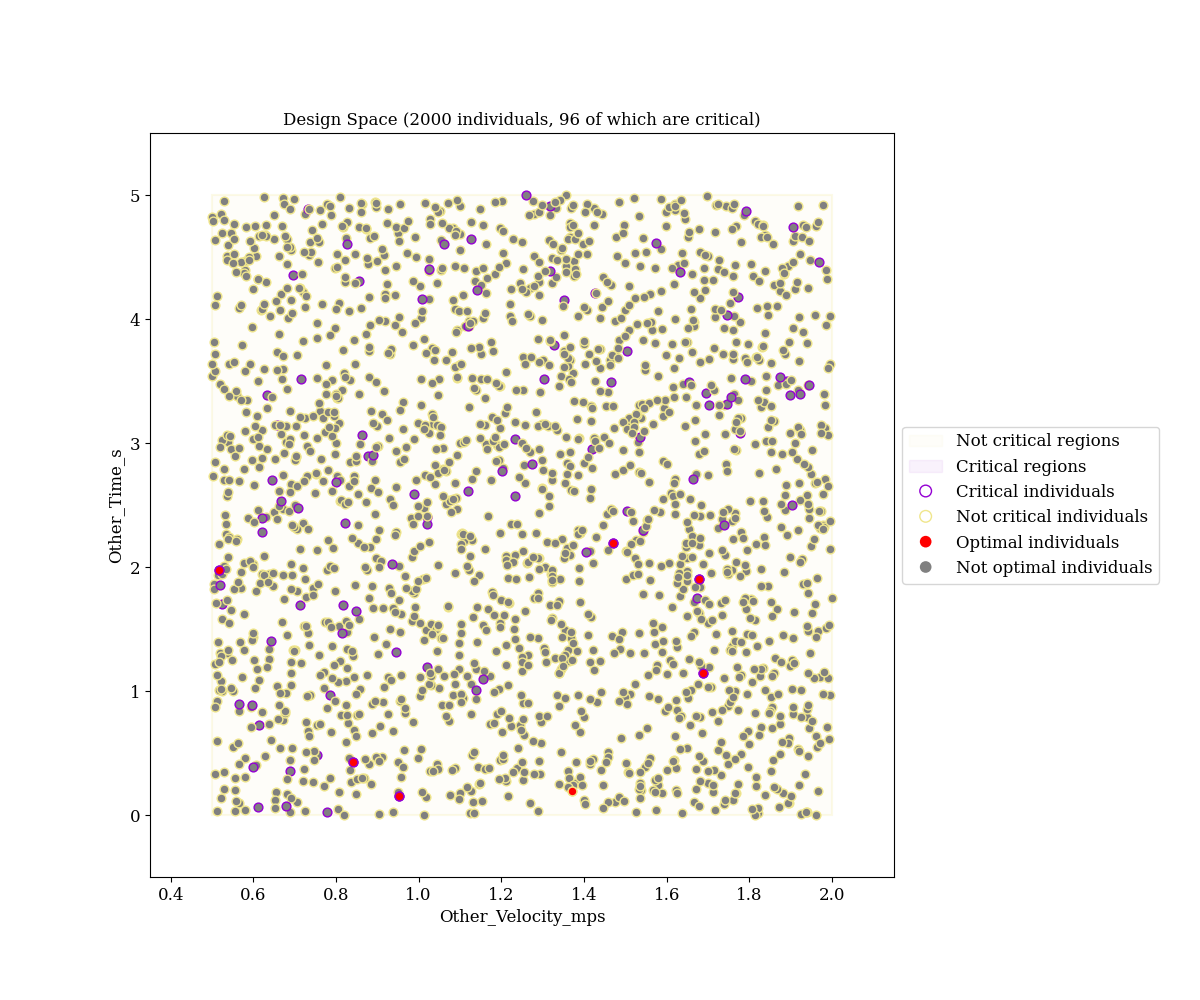 Design Space (2000 individuals, 96 of which are critical)
5
4
3
2
1
0
Other_Time_s
0.4
0.6
0.8
1.0
1.2
1.4
1.6
1.8
2.0
Other_Velocity_mps
Not critical regions
Critical regions
Critical individuals
Not critical individuals
Optimal individuals
Not optimal individuals